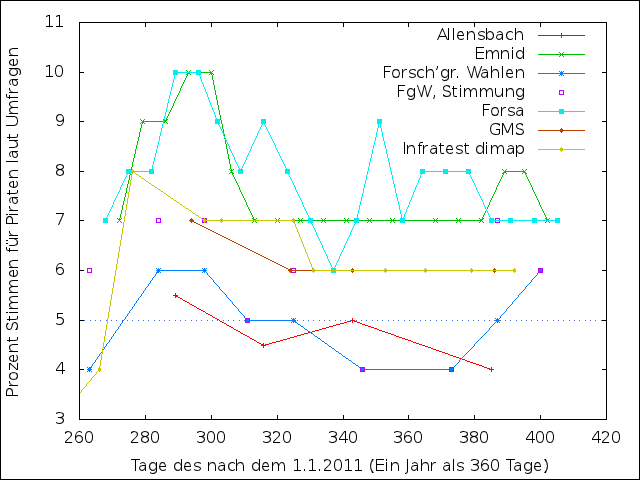 Prozent Stimmen für Piraten laut Umfragen
11
10
9
8
7
6
5
4
3
Allensbach
Emnid
Forsch'gr. Wahlen
FgW, Stimmung
Forsa
GMS
Infratest dimap
260 280 300 320 340 360 380 400 420
Tage des nach dem 1.1.2011 (Ein Jahr als 360 Tage)